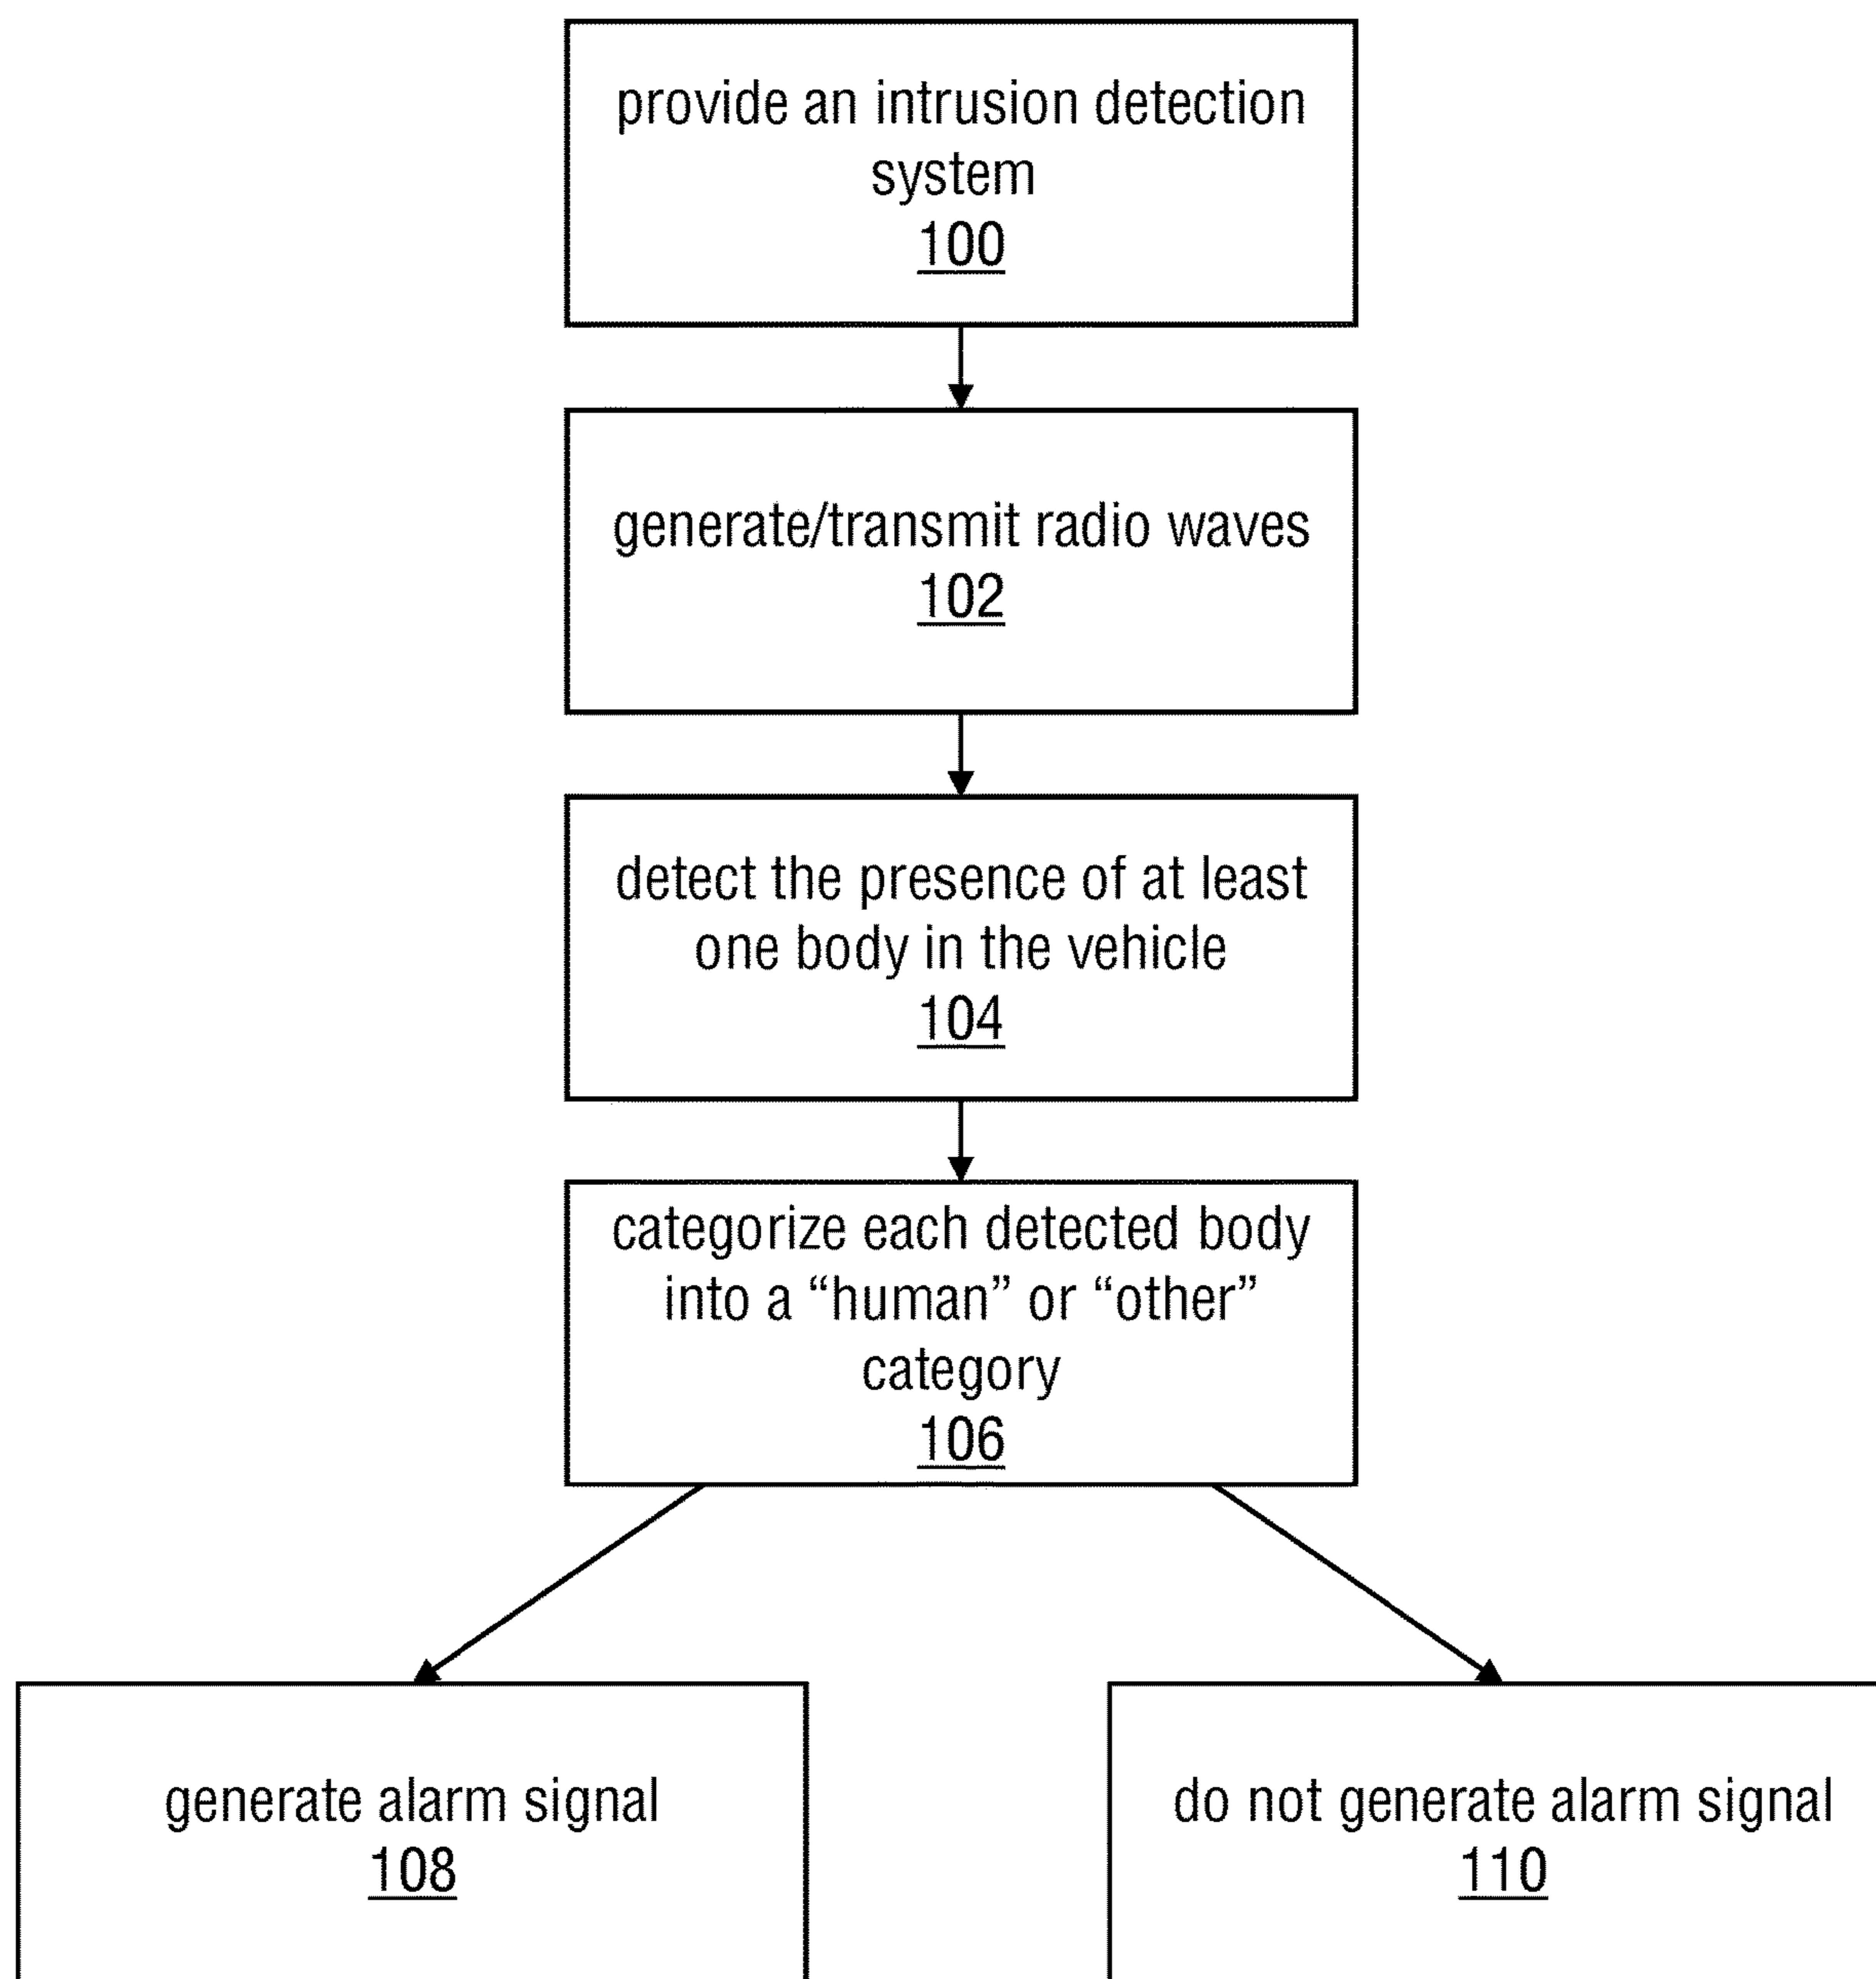 provide an intrusion detection
system
100
generate/transmit radio waves
102
detect the presence of at least
one body in the vehicle
104
categorize each detected body
into a “human” or “other”
category
106
generate alarm signal
108
do not generate alarm signal
110